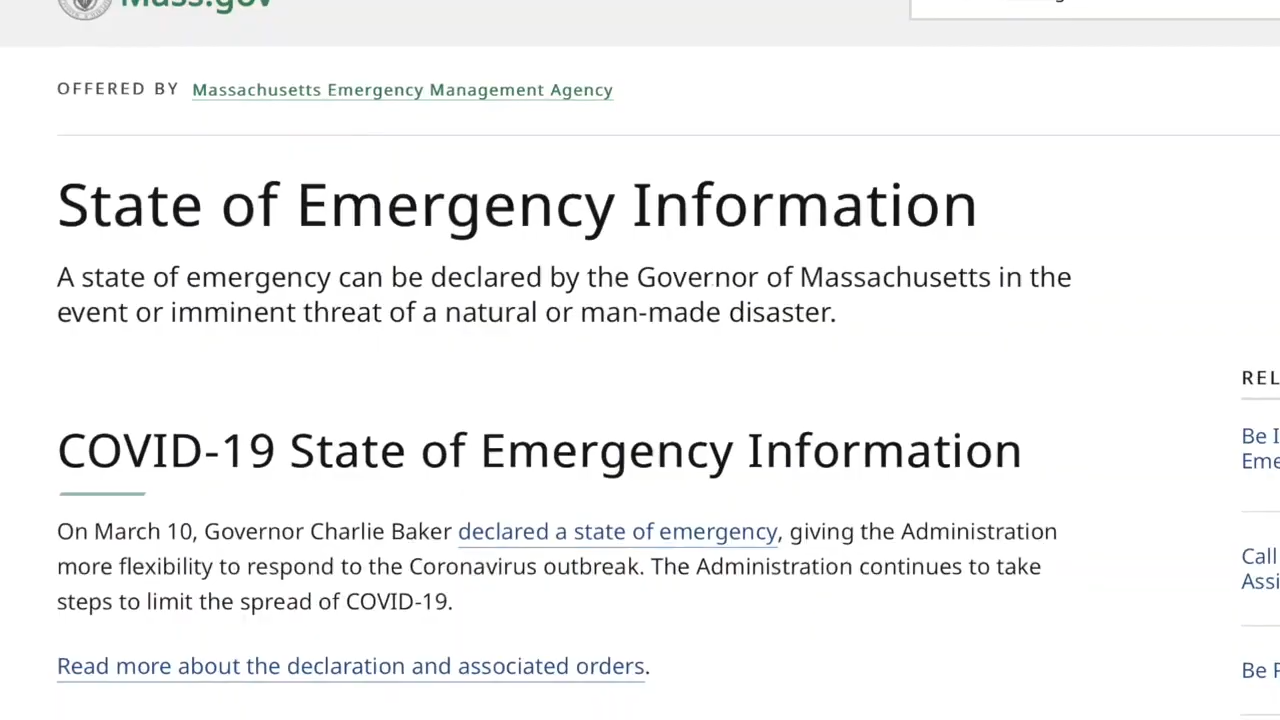 Mass.gov
OFFERED BY Massachusetts Emergency Management Agency
State of Emergency Information
A state of emergency can be declared by the Governor of Massachusetts in the
event or imminent threat of a natural or man-made disaster.
REL
COVID-19 State of Emergency Information
Be
Eme
On March 10, Governor Charlie Baker declared a state of emergency, giving the Administration
more flexibility to respond to the Coronavirus outbreak. The Administration continues to take
steps to limit the spread of COVID-19.
Call
Assi
Read more about the declaration and associated orders.
Be